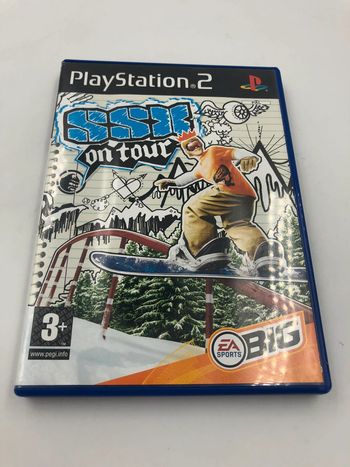 PlayStation®2
SSX
on tour
3+
www.pegi.info
EA
SPORTS
BIG